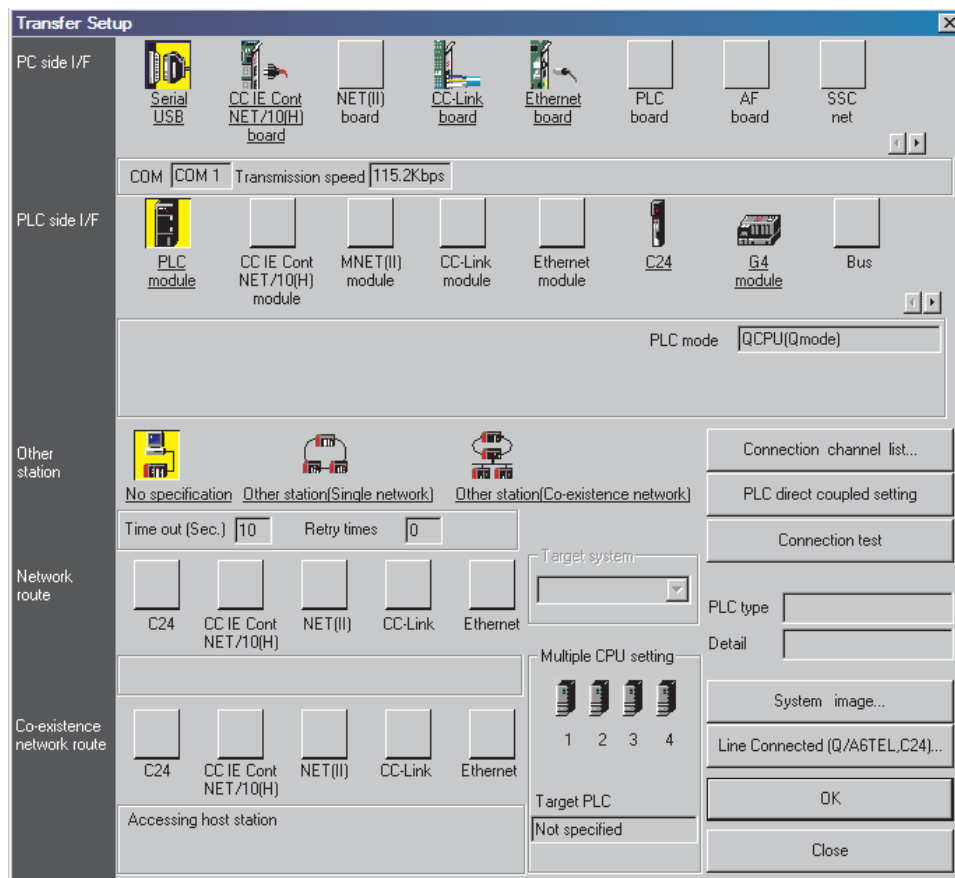 Transfer Setup
PC side I/F
Serial
USB
CC IE Cont
NET/10(H)
board
NET(II)
board
CC-Link
board
Ethernet
board
PLC
board
AF
board
SSC
net
COM COM 1 Transmission speed 115.2Kbps
PLC side I/F
PLC
module
CC IE Cont
NET/10(H)
module
MNET(II)
module
CC-Link
module
Ethernet
module
C24
G4
module
Bus
PLC mode QCPU(Qmode)
Other
station
No specification
Other station(Single network)
Other station(Co-existence network)
Time out (Sec.) 10 Retry times 0
Connection channel list...
PLC direct coupled setting
Connection test
Network
route
C24
CC IE Cont
NET/10(H)
NET(II)
CC-Link
Ethernet
Target system
PLC type
Detail
Multiple CPU setting
1 2 3 4
Target PLC
Not specified
System image...
Line Connected (Q/A6TEL,C24)...
OK
Close
Co-existence
network route
C24
CC IE Cont
NET/10(H)
NET(II)
CC-Link
Ethernet
Accessing host station